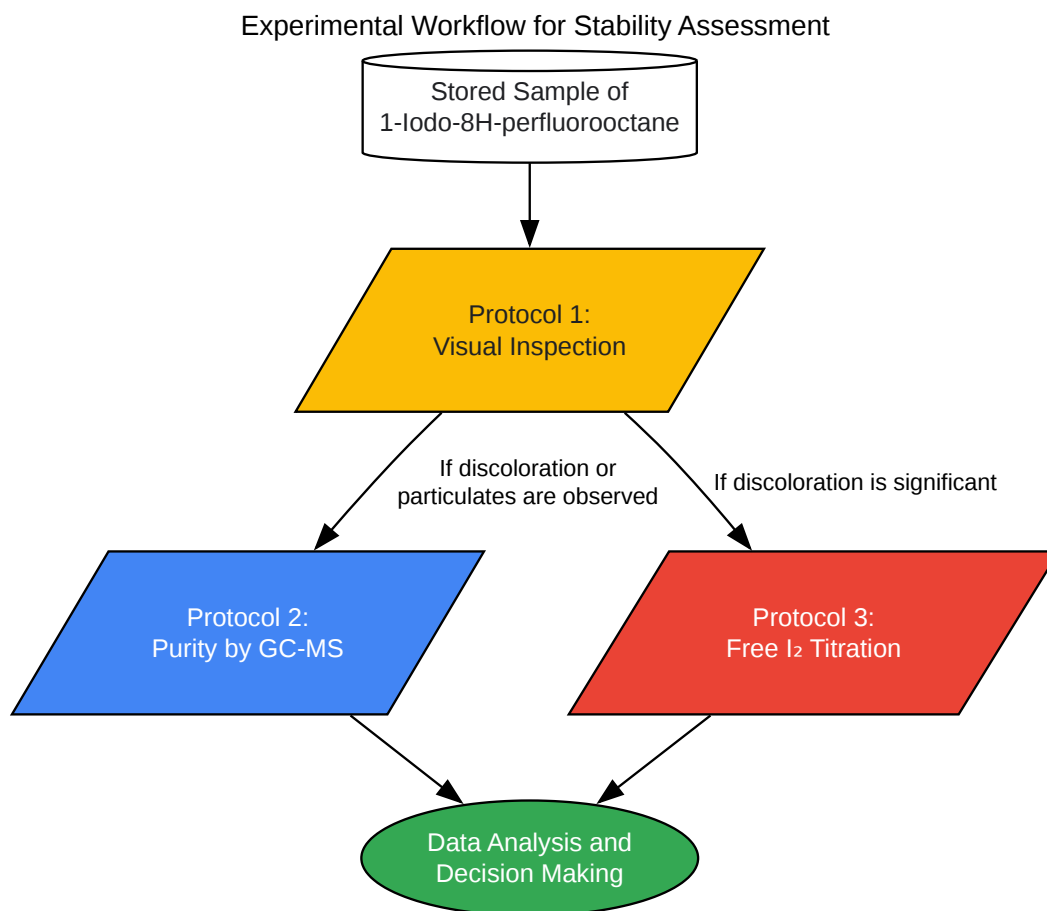 Experimental Workflow for Stability Assessment
Stored Sample of
1-Iodo-8H-perfluorooctane
Protocol 1:
Visual Inspection
If discoloration or
particulates are observed
If discoloration is significant
Protocol 2:
Purity by GC-MS
Protocol 3:
Free I₂ Titration
Data Analysis and
Decision Making